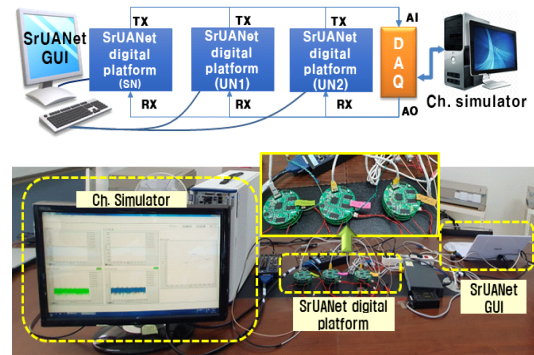 SrUANet
GUI
TX
SrUANet
digital
platform
(SN)
RX
TX
SrUANet
digital
platform
(UN1)
RX
TX
SrUANet
digital
platform
(UN2)
RX
AI
DAQ
AO
Ch. simulator
Ch. Simulator
SrUANet digital
platform
SrUANet
GUI